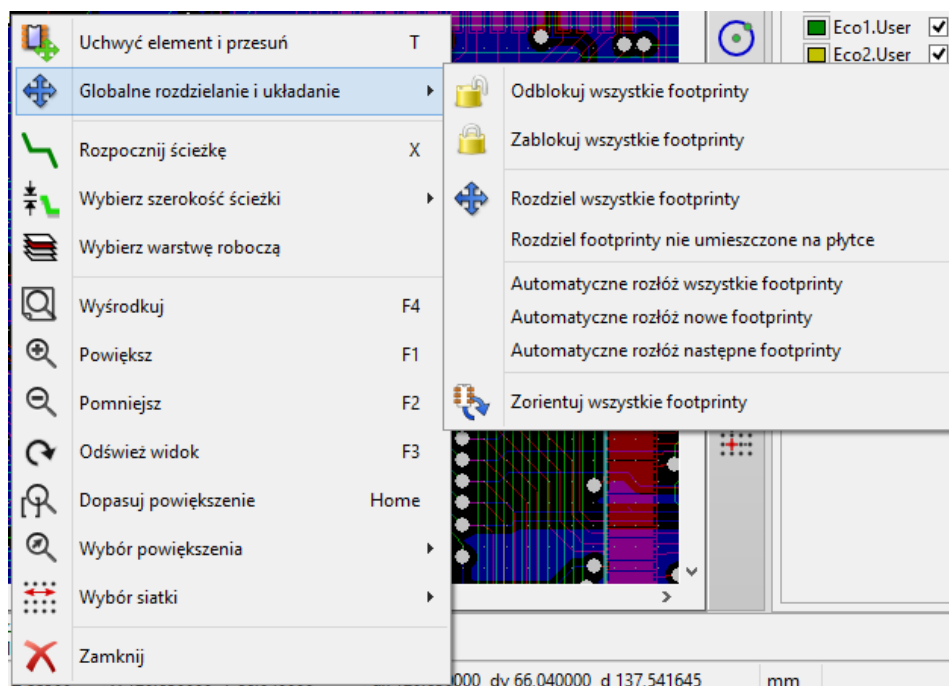 Uchwyć element i przesuń T
Globalne rozdzielanie i układanie
Rozpocznij ścieżkę X
Wybierz szerokość ścieżki
Wybierz warstwę roboczą
Wyśrodkuj F4
Powiększ F1
Pomniejsz F2
Odśwież widok F3
Dopasuj powiększenie Home
Wybór powiększenia
Wybór siatki
Zamknij
Eco1.User
Eco2.User
Odblokuj wszystkie footprinty
Zablokuj wszystkie footprinty
Rozdziel wszystkie footprinty
Rozdziel footprinty nie umieszczone na płytce
Automatyczne rozłóż wszystkie footprinty
Automatyczne rozłóż nowe footprinty
Automatyczne rozłóż następne footprinty
Zorientuj wszystkie footprinty
dy 66.040000 d 137.541645 mm